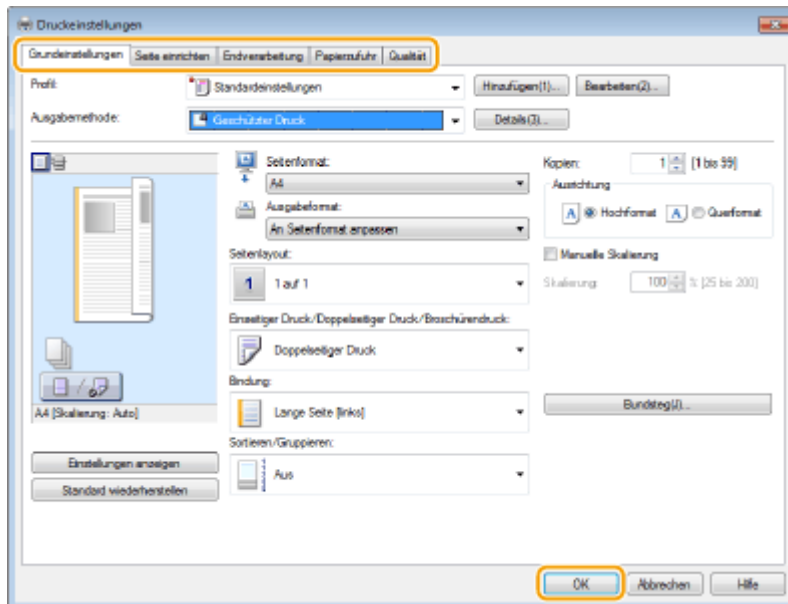 Druckeinstellungen
Grundeinstellungen Seite einrichten Endverarbeitung Papierzufuhr Qualität
Profil: Standardeinstellungen Hinzufügen(1)... Bearbeiten(2)...
Ausgabemethode: Geschützter Druck Details(3)...
Seitenformat: Kopien: 1 [1 bis 99]
A4 Ausrichtung
Ausgabeformat: A Hochformat A Querformat
An Seitenformat anpassen
Seitenlayout: Manuelle Skalierung
1 1 auf 1 Skalierung: 100 % [25 bis 200]
Einseitiger Druck/Doppelseitiger Druck/Broschürendruck:
Doppelseitiger Druck
Bindung:
A4 [Skalierung: Auto] Lange Seite [links] Bundsteg(J)...
Sortieren/Gruppieren:
Einstellungen anzeigen
Aus
Standard wiederherstellen
OK Abbrechen Hilfe